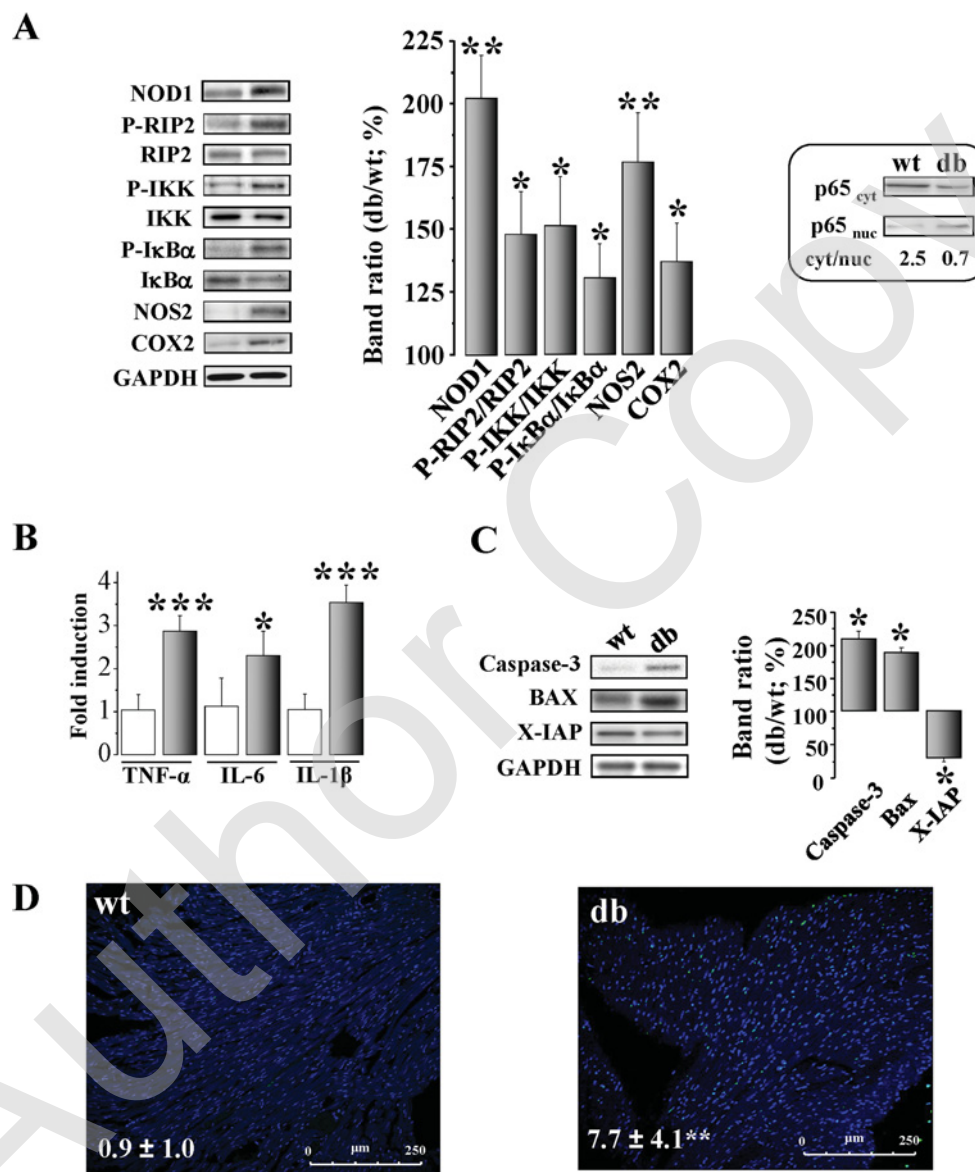 A
NOD1
P-RIP2
RIP2
P-IKK
IKK
P-IκBα
IκBα
NOS2
COX2
GAPDH
Band ratio (db/wt; %)
225
200
175
150
125
100
**
*
*
*
**
*
NOD1
P-RIP2/RIP2
P-IKK/IKK
P-IκBα/IκBα
NOS2
COX2
wt db
p65 cyt
p65 nuc
cyt/nuc 2.5 0.7
B
Fold induction
4
3
2
1
0
***
*
***
TNF-α IL-6 IL-1β
C
wt db
Caspase-3
BAX
X-IAP
GAPDH
Band ratio
(db/wt; %)
250
200
150
100
50
0
*
*
*
Caspase-3
Bax
X-IAP
D
wt
0.9 ± 1.0
0 μm 250
db
7.7 ± 4.1**
0 μm 250
Author Copy